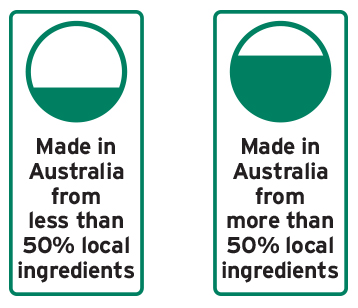 Made in
Australia
from
less than
50% local
ingredients
Made in
Australia
from
more than
50% local
ingredients